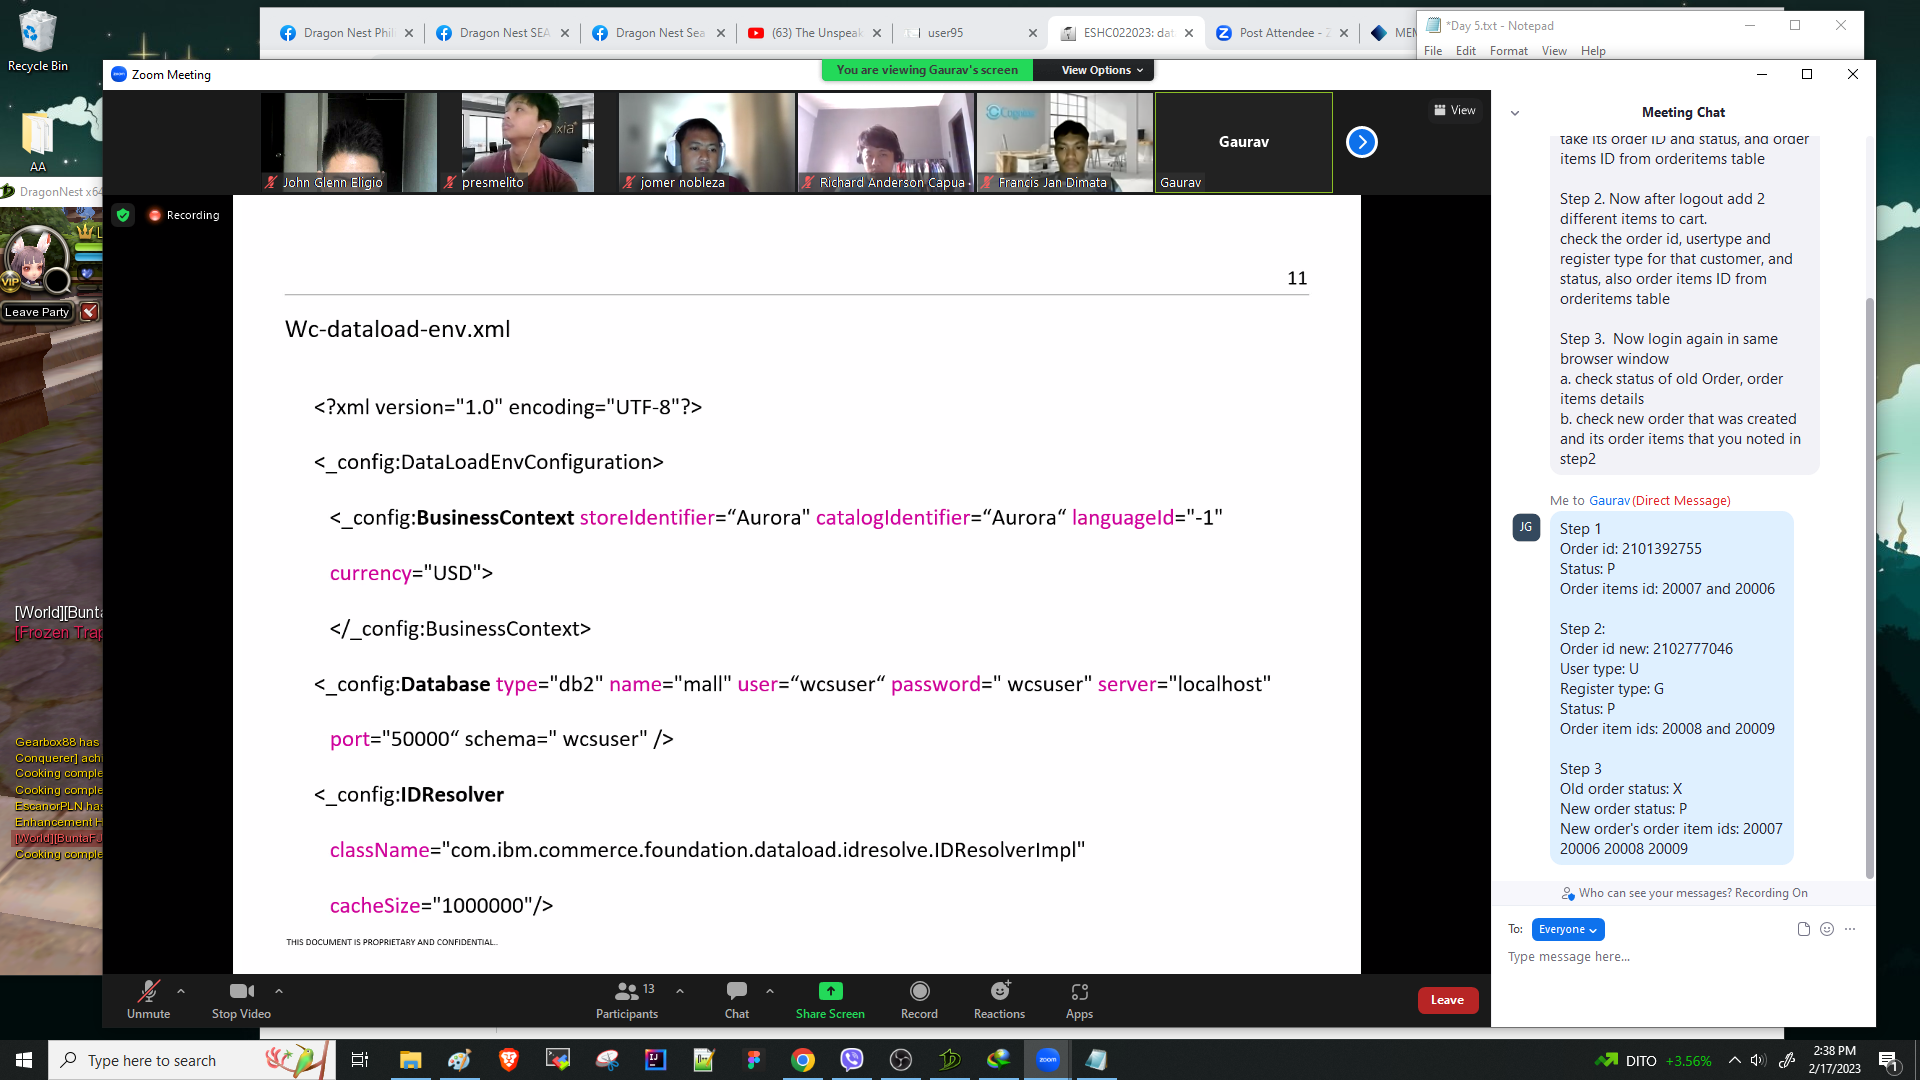 Recycle Bin
AA
DragonNest x64
VIP
Leave Party
[World][Bunta
[Frozen Trap
Gearbox88 has
Conquerer] achi
Cooking comple
Cooking comple
EscanorPLN has
Enhancement H
[World][BuntaFJ
Cooking comple
Dragon Nest Phil
Dragon Nest SEA
Dragon Nest Sea
(63) The Unspeak
user95
ESHC022023: dat
Post Attendee - Z
MEM
*Day 5.txt - Notepad
File Edit Format View Help
Zoom Meeting
You are viewing Gaurav's screen
View Options
John Glenn Eligio
presmelito
jomer nobleza
Richard Anderson Capua
Francis Jan Dimata
Gaurav
Gaurav
View
Recording
11
Wc-dataload-env.xml
<?xml version="1.0" encoding="UTF-8"?>
<_config:DataLoadEnvConfiguration>
<_config:BusinessContext storeIdentifier=“Aurora" catalogIdentifier=“Aurora“ languageId="-1"
currency="USD">
</_config:BusinessContext>
<_config:Database type="db2" name="mall" user=“wcsuser“ password=" wcsuser" server="localhost"
port="50000“ schema=" wcsuser" />
<_config:IDResolver
className="com.ibm.commerce.foundation.dataload.idresolve.IDResolverImpl"
cacheSize="1000000"/>
THIS DOCUMENT IS PROPRIETARY AND CONFIDENTIAL..
Meeting Chat
take its order ID and status, and order
items ID from orderitems table
Step 2. Now after logout add 2
different items to cart.
check the order id, usertype and
register type for that customer, and
status, also order items ID from
orderitems table
Step 3.  Now login again in same
browser window
a. check status of old Order, order
items details
b. check new order that was created
and its order items that you noted in
step2
Me to Gaurav (Direct Message)
JG
Step 1
Order id: 2101392755
Status: P
Order items id: 20007 and 20006
Step 2:
Order id new: 2102777046
User type: U
Register type: G
Status: P
Order item ids: 20008 and 20009
Step 3
Old order status: X
New order status: P
New order's order item ids: 20007
20006 20008 20009
Who can see your messages? Recording On
To: Everyone
Type message here...
Unmute
Stop Video
13
Participants
Chat
Share Screen
Record
Reactions
Apps
Leave
Type here to search
DITO +3.56%
2:38 PM
2/17/2023
1